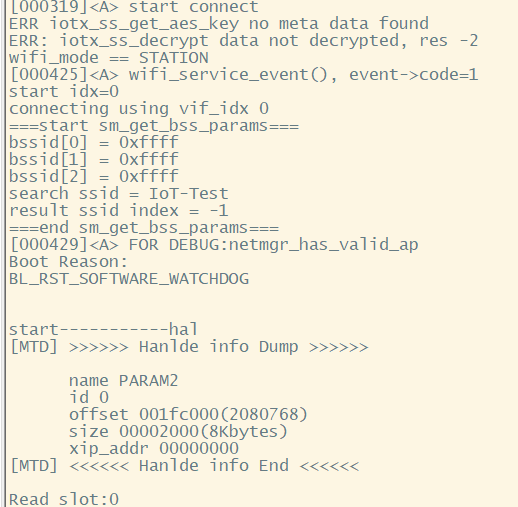 [000319]<A> start connect
ERR iotx_ss_get_aes_key no meta data found
ERR: iotx_ss_decrypt data not decrypted, res -2
wifi_mode == STATION
[000425]<A> wifi_service_event(), event->code=1
start idx=0
connecting using vif_idx 0
===start sm_get_bss_params===
bssid[0] = 0xffff
bssid[1] = 0xffff
bssid[2] = 0xffff
search ssid = IoT-Test
result ssid index = -1
===end sm_get_bss_params===
[000429]<A> FOR DEBUG:netmgr_has_valid_ap
Boot Reason:
BL_RST_SOFTWARE_WATCHDOG
start-----------hal
[MTD] >>>>>> Hanlde info Dump >>>>>>
name PARAM2
id 0
offset 001fc000(2080768)
size 00002000(8Kbytes)
xip_addr 00000000
[MTD] <<<<<< Hanlde info End <<<<<<
Read slot:0